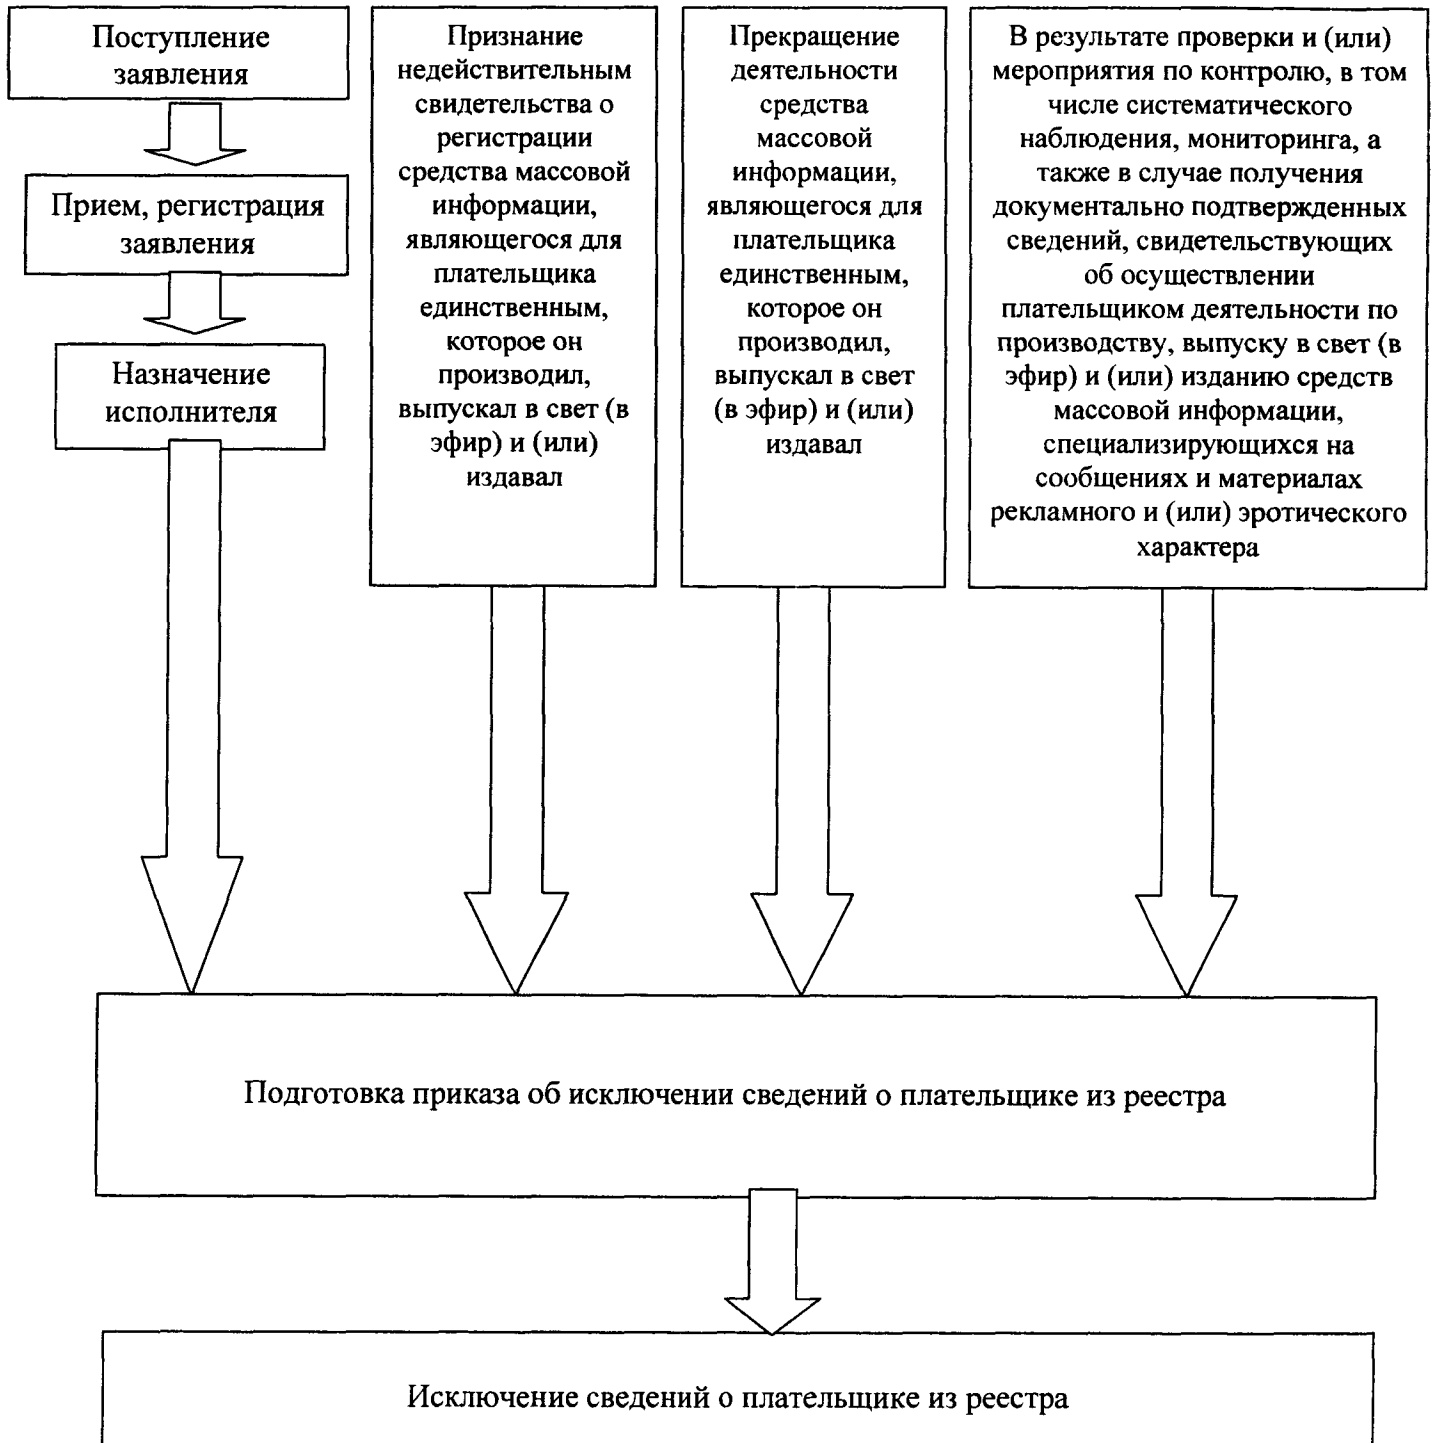 Поступление
заявления
Прием, регистрация
заявления
Назначение
исполнителя
Признание
недействительным
свидетельства о
регистрации
средства массовой
информации,
являющегося для
плательщика
единственным,
которое он
производил,
выпускал в свет (в
эфир) и (или)
издавал
Прекращение
деятельности
средства
массовой
информации,
являющегося для
плательщика
единственным,
которое он
производил,
выпускал в свет
(в эфир) и (или)
издавал
В результате проверки и (или)
мероприятия по контролю, в том
числе систематического
наблюдения, мониторинга, а
также в случае получения
документально подтвержденных
сведений, свидетельствующих
об осуществлении
плательщиком деятельности по
производству, выпуску в свет (в
эфир) и (или) изданию средств
массовой информации,
специализирующихся на
сообщениях и материалах
рекламного и (или) эротического
характера
Подготовка приказа об исключении сведений о плательщике из реестра
Исключение сведений о плательщике из реестра